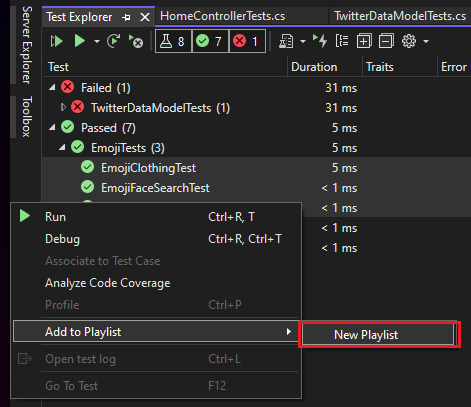 Server Explorer
Toolbox
Test Explorer
HomeControllerTests.cs
TwitterDataModelTests.cs
8
7
1
Test Duration Traits Error
Failed (1) 31 ms
TwitterDataModelTests (1) 31 ms
Passed (7) 5 ms
EmojiTests (3) 5 ms
EmojiClothingTest 5 ms
EmojiFaceSearchTest < 1 ms
< 1 ms
< 1 ms
< 1 ms
Run Ctrl+R, T
Debug Ctrl+R, Ctrl+T
Associate to Test Case
Analyze Code Coverage
Profile Ctrl+P
Add to Playlist
New Playlist
Open test log Ctrl+L
Go To Test F12